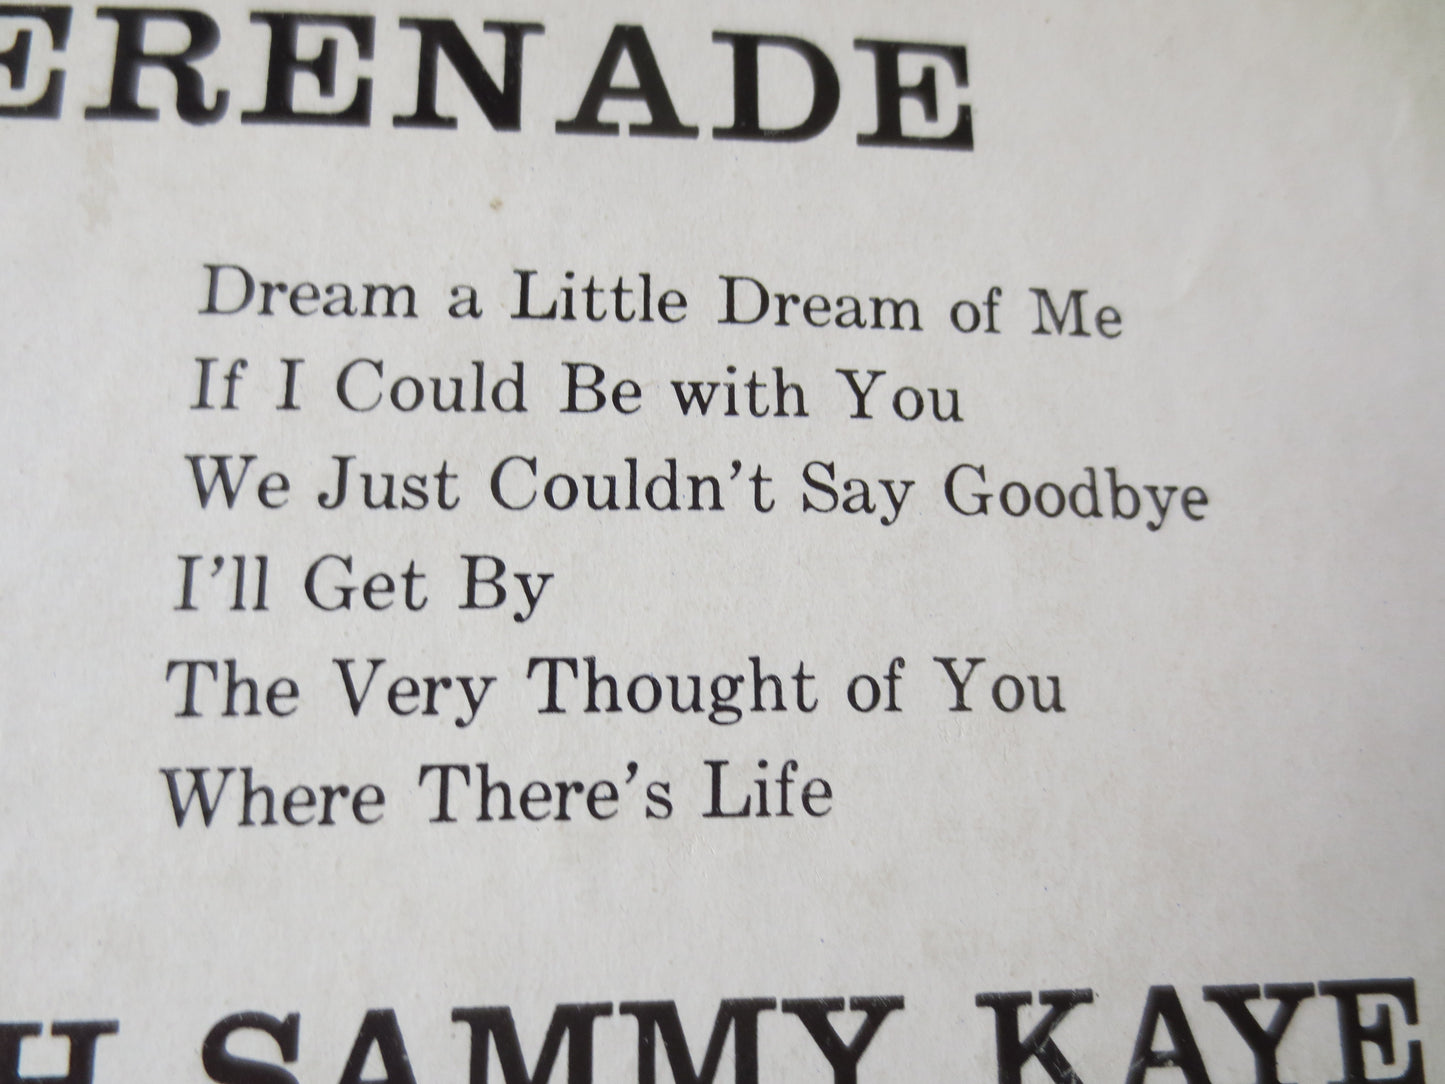 ERENADE
Dream a Little Dream of Me
If I Could Be with You
We Just Couldn't Say Goodbye
I'll Get By
The Very Thought of You
Where There's Life
H SAMMY KAYE